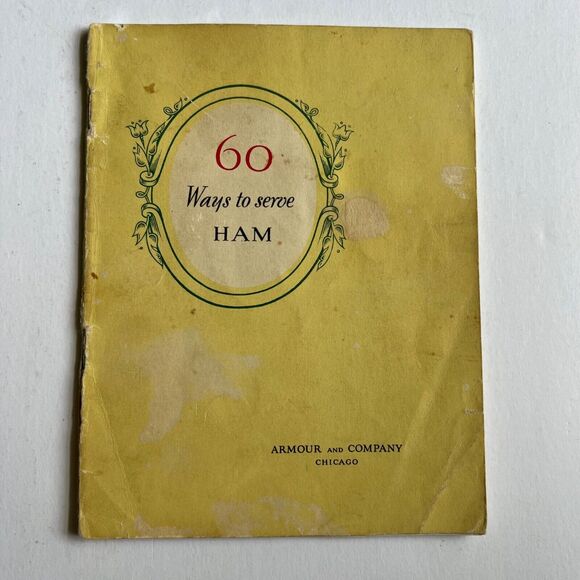 60
Ways to serve
HAM
ARMOUR AND COMPANY
CHICAGO